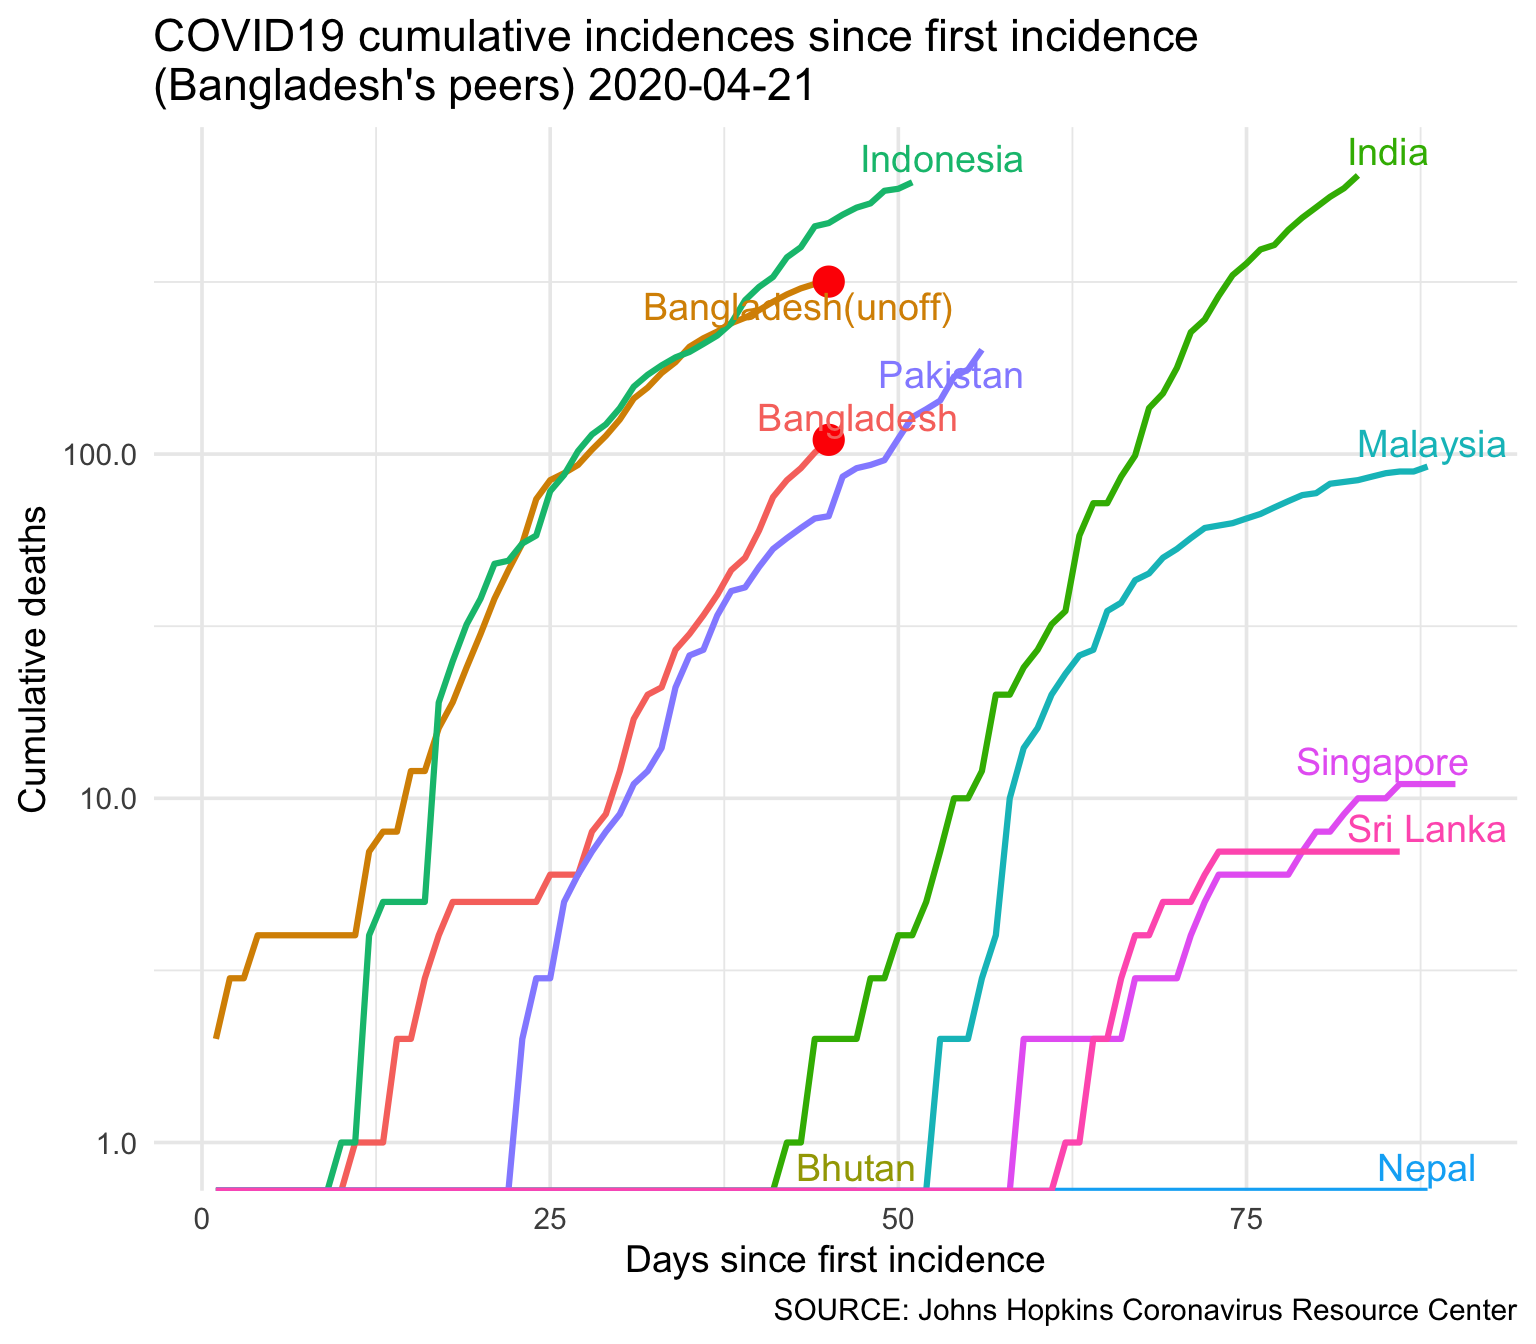 COVID19 cumulative incidences since first incidence
(Bangladesh's peers) 2020-04-21
Indonesia
India
Bangladesh(unoff)
Pakistan
Bangladesh
Malaysia
Singapore
Sri Lanka
Bhutan
Nepal
Cumulative deaths
100.0
10.0
1.0
0
25
50
75
Days since first incidence
SOURCE: Johns Hopkins Coronavirus Resource Center